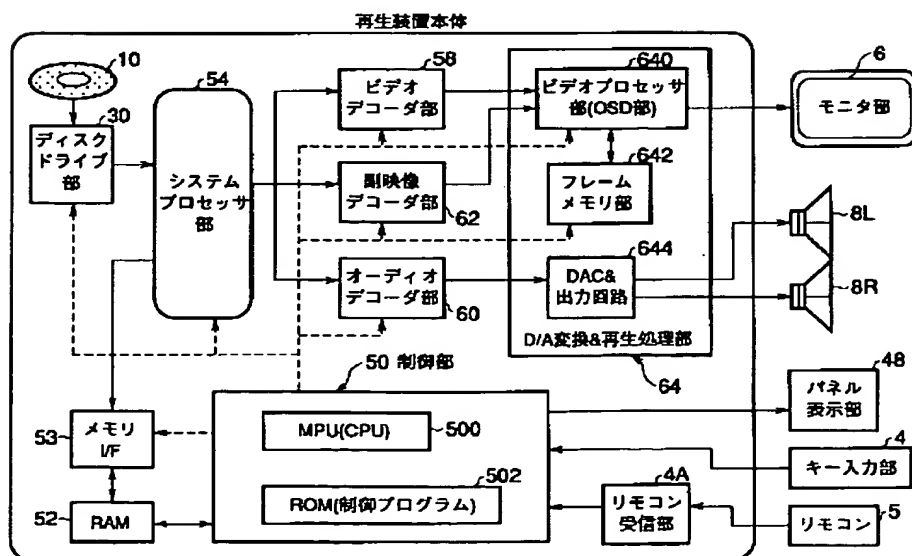 再生装置本体
10
54
58
640
6
ビデオ
デコーダ部
ビデオプロセッサ
部(OSD部)
モニタ部
30
ディスク
ドライブ
部
システム
プロセッサ
部
642
副映像
デコーダ部
62
フレーム
メモリ部
8L
644
オーディオ
デコーダ部
60
DAC&
出力回路
8R
D/A変換&再生処理部
64
50 制御部
48
パネル
表示部
53
メモリ
I/F
MPU(CPU)
500
4
キー入力部
502
ROM(制御プログラム)
4A
リモコン
受信部
5
リモコン
52
RAM